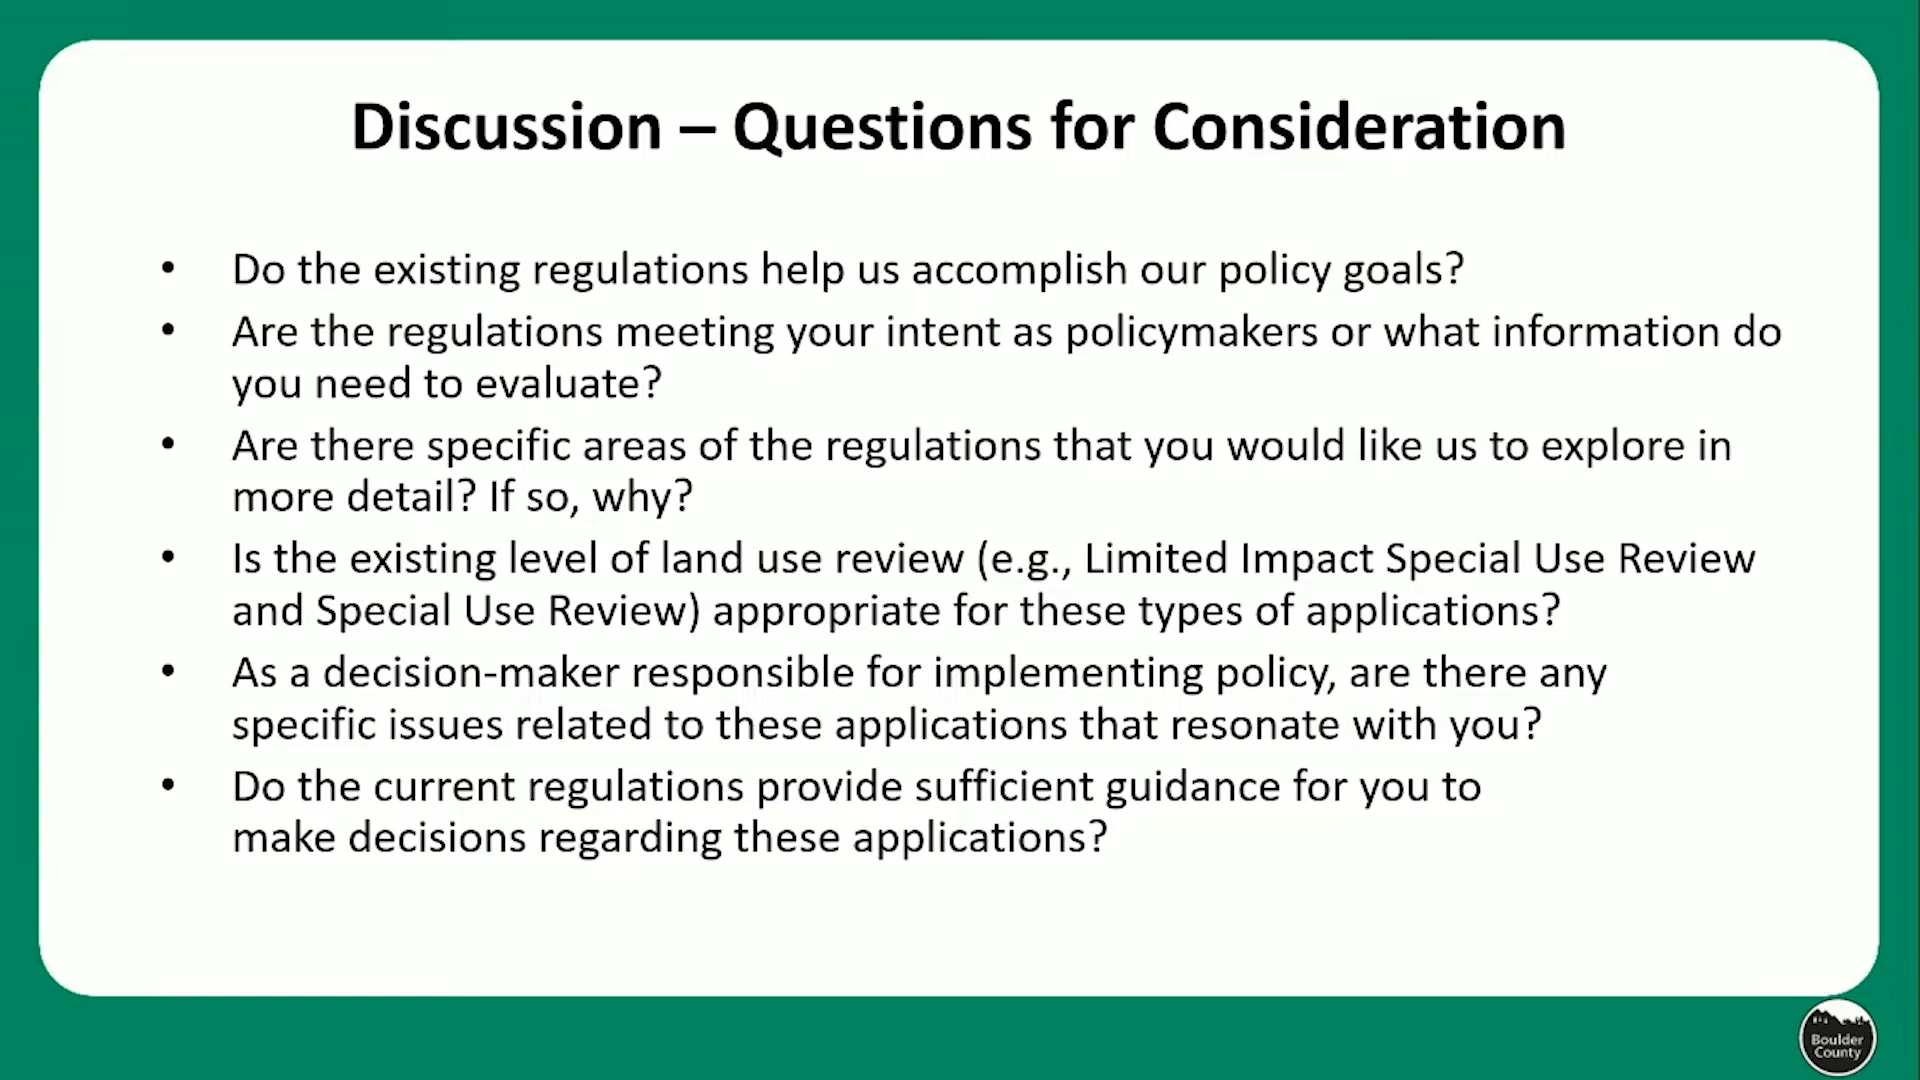 Discussion – Questions for Consideration
• Do the existing regulations help us accomplish our policy goals?
• Are the regulations meeting your intent as policymakers or what information do
you need to evaluate?
• Are there specific areas of the regulations that you would like us to explore in
more detail? If so, why?
• Is the existing level of land use review (e.g., Limited Impact Special Use Review
and Special Use Review) appropriate for these types of applications?
• As a decision-maker responsible for implementing policy, are there any
specific issues related to these applications that resonate with you?
• Do the current regulations provide sufficient guidance for you to
make decisions regarding these applications?
Boulder
County